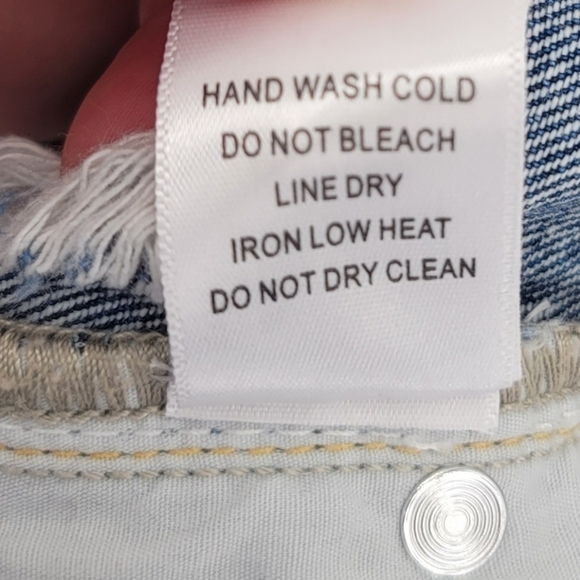 HAND WASH COLD
DO NOT BLEACH
LINE DRY
IRON LOW HEAT
DO NOT DRY CLEAN